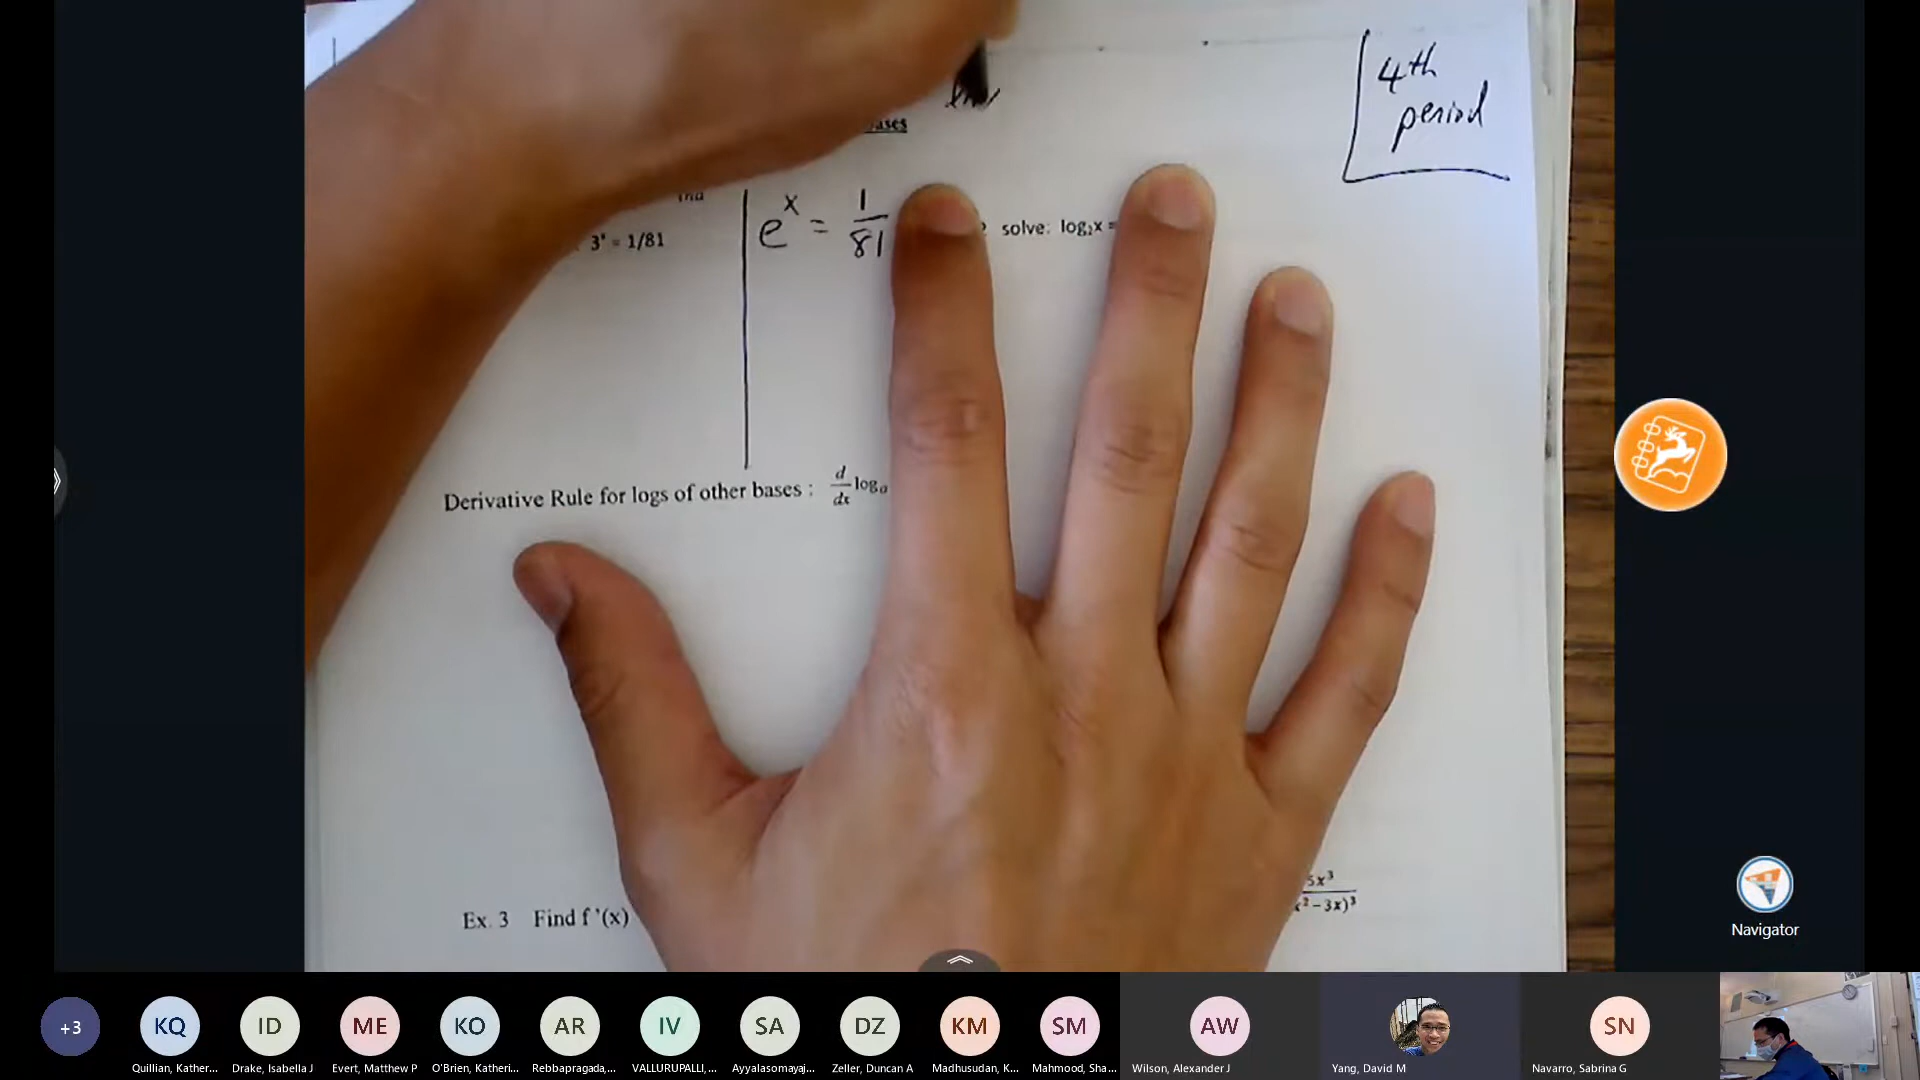 4th
period
e^x = 1/81
3ˣ = 1/81
solve: log₂x =
Derivative Rule for logs of other bases : d/dx logₐ
5x³
- 3x)³
Ex. 3 Find f '(x)
Navigator
+3
KQ
ID
ME
KO
AR
IV
SA
DZ
KM
SM
AW
SN
Quillian, Kather...
Drake, Isabella J
Evert, Matthew P
O'Brien, Katheri...
Rebbapragada,...
VALLURUPALLI,...
Ayyalasomayaj...
Zeller, Duncan A
Madhusudan, K...
Mahmood, Sha...
Wilson, Alexander J
Yang, David M
Navarro, Sabrina G